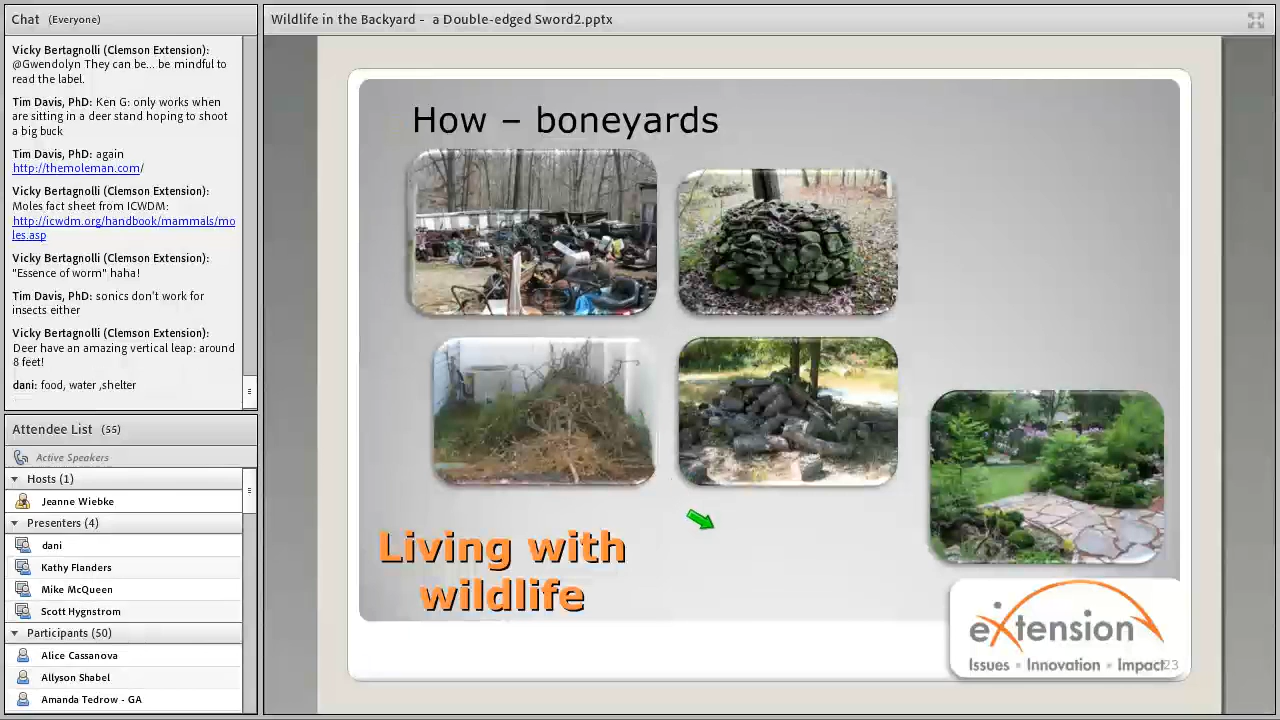 Chat (Everyone)
Vicky Bertagnolli (Clemson Extension):
@Gwendolyn They can be... be mindful to
read the label.
Tim Davis, PhD: Ken G: only works when
are sitting in a deer stand hoping to shoot
a big buck
Tim Davis, PhD: again
http://themoleman.com/
Vicky Bertagnolli (Clemson Extension):
Moles fact sheet from ICWDM:
http://icwdm.org/handbook/mammals/mo
les.asp
Vicky Bertagnolli (Clemson Extension):
"Essence of worm" haha!
Tim Davis, PhD: sonics don't work for
insects either
Vicky Bertagnolli (Clemson Extension):
Deer have an amazing vertical leap: around
8 feet!
dani: food, water ,shelter
Attendee List (55)
Active Speakers
Hosts (1)
Jeanne Wiebke
Presenters (4)
dani
Kathy Flanders
Mike McQueen
Scott Hygnstrom
Participants (50)
Alice Cassanova
Allyson Shabel
Amanda Tedrow - GA
Wildlife in the Backyard - a Double-edged Sword2.pptx
How – boneyards
Living with
wildlife
eXtension
Issues • Innovation • Impact
23